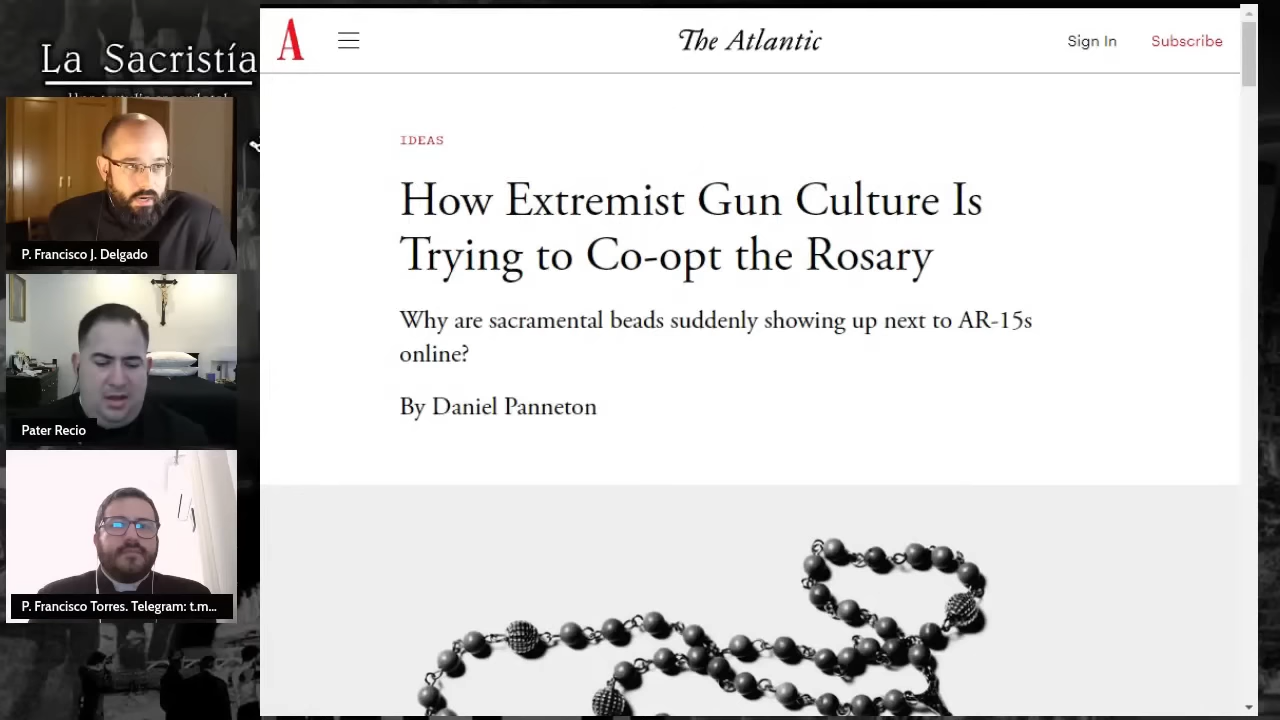 La Sacristía
P. Francisco J. Delgado
Pater Recio
P. Francisco Torres. Telegram: t.m...
A
The Atlantic
Sign In
Subscribe
IDEAS
How Extremist Gun Culture Is
Trying to Co-opt the Rosary
Why are sacramental beads suddenly showing up next to AR-15s
online?
By Daniel Panneton